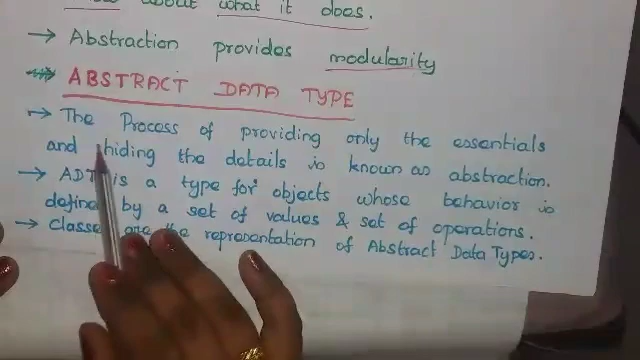 about what it does.
→ Abstraction provides modularity
ABSTRACT DATA TYPE
→ The Process of providing only the essentials
and hiding the details is known as abstraction.
→ ADT is a type for objects whose behavior is
defined by a set of values & set of operations.
→ Classes are the representation of Abstract Data Types.